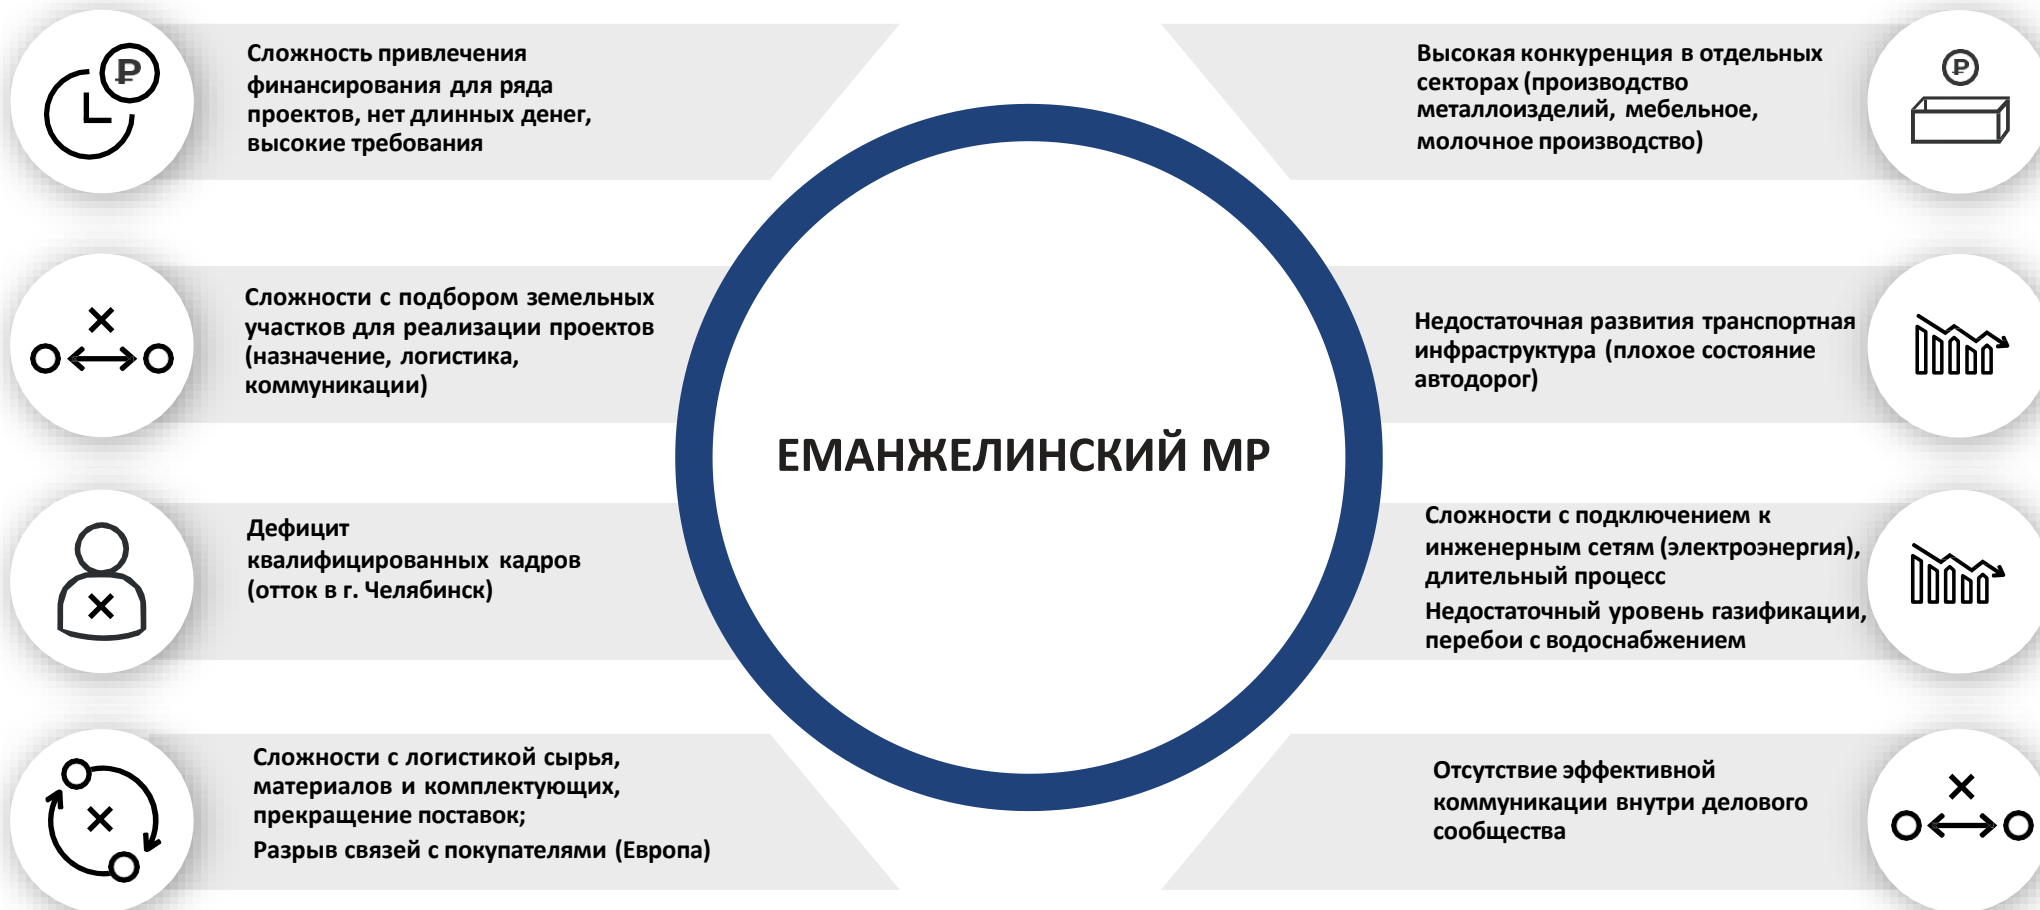 Сложность привлечения
финансирования для ряда
проектов, нет длинных денег,
высокие требования
Сложности с подбором земельных
участков для реализации проектов
(назначение, логистика,
коммуникации)
Дефицит
квалифицированных кадров
(отток в г. Челябинск)
Сложности с логистикой сырья,
материалов и комплектующих,
прекращение поставок;
Разрыв связей с покупателями (Европа)
ЕМАНЖЕЛИНСКИЙ МР
Высокая конкуренция в отдельных
секторах (производство
металлоизделий, мебельное,
молочное производство)
Недостаточная развития транспортная
инфраструктура (плохое состояние
автодорог)
Сложности с подключением к
инженерным сетям (электроэнергия),
длительный процесс
Недостаточный уровень газификации,
перебои с водоснабжением
Отсутствие эффективной
коммуникации внутри делового
сообщества